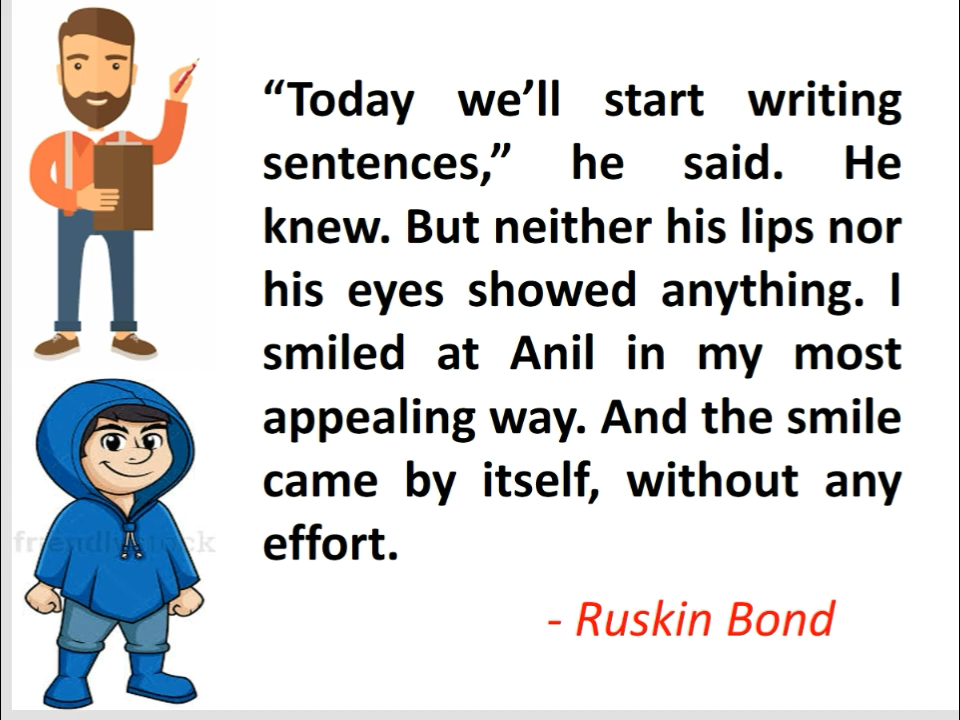 “Today we’ll start writing
sentences,” he said. He
knew. But neither his lips nor
his eyes showed anything. I
smiled at Anil in my most
appealing way. And the smile
came by itself, without any
effort.
- Ruskin Bond
friendlystock